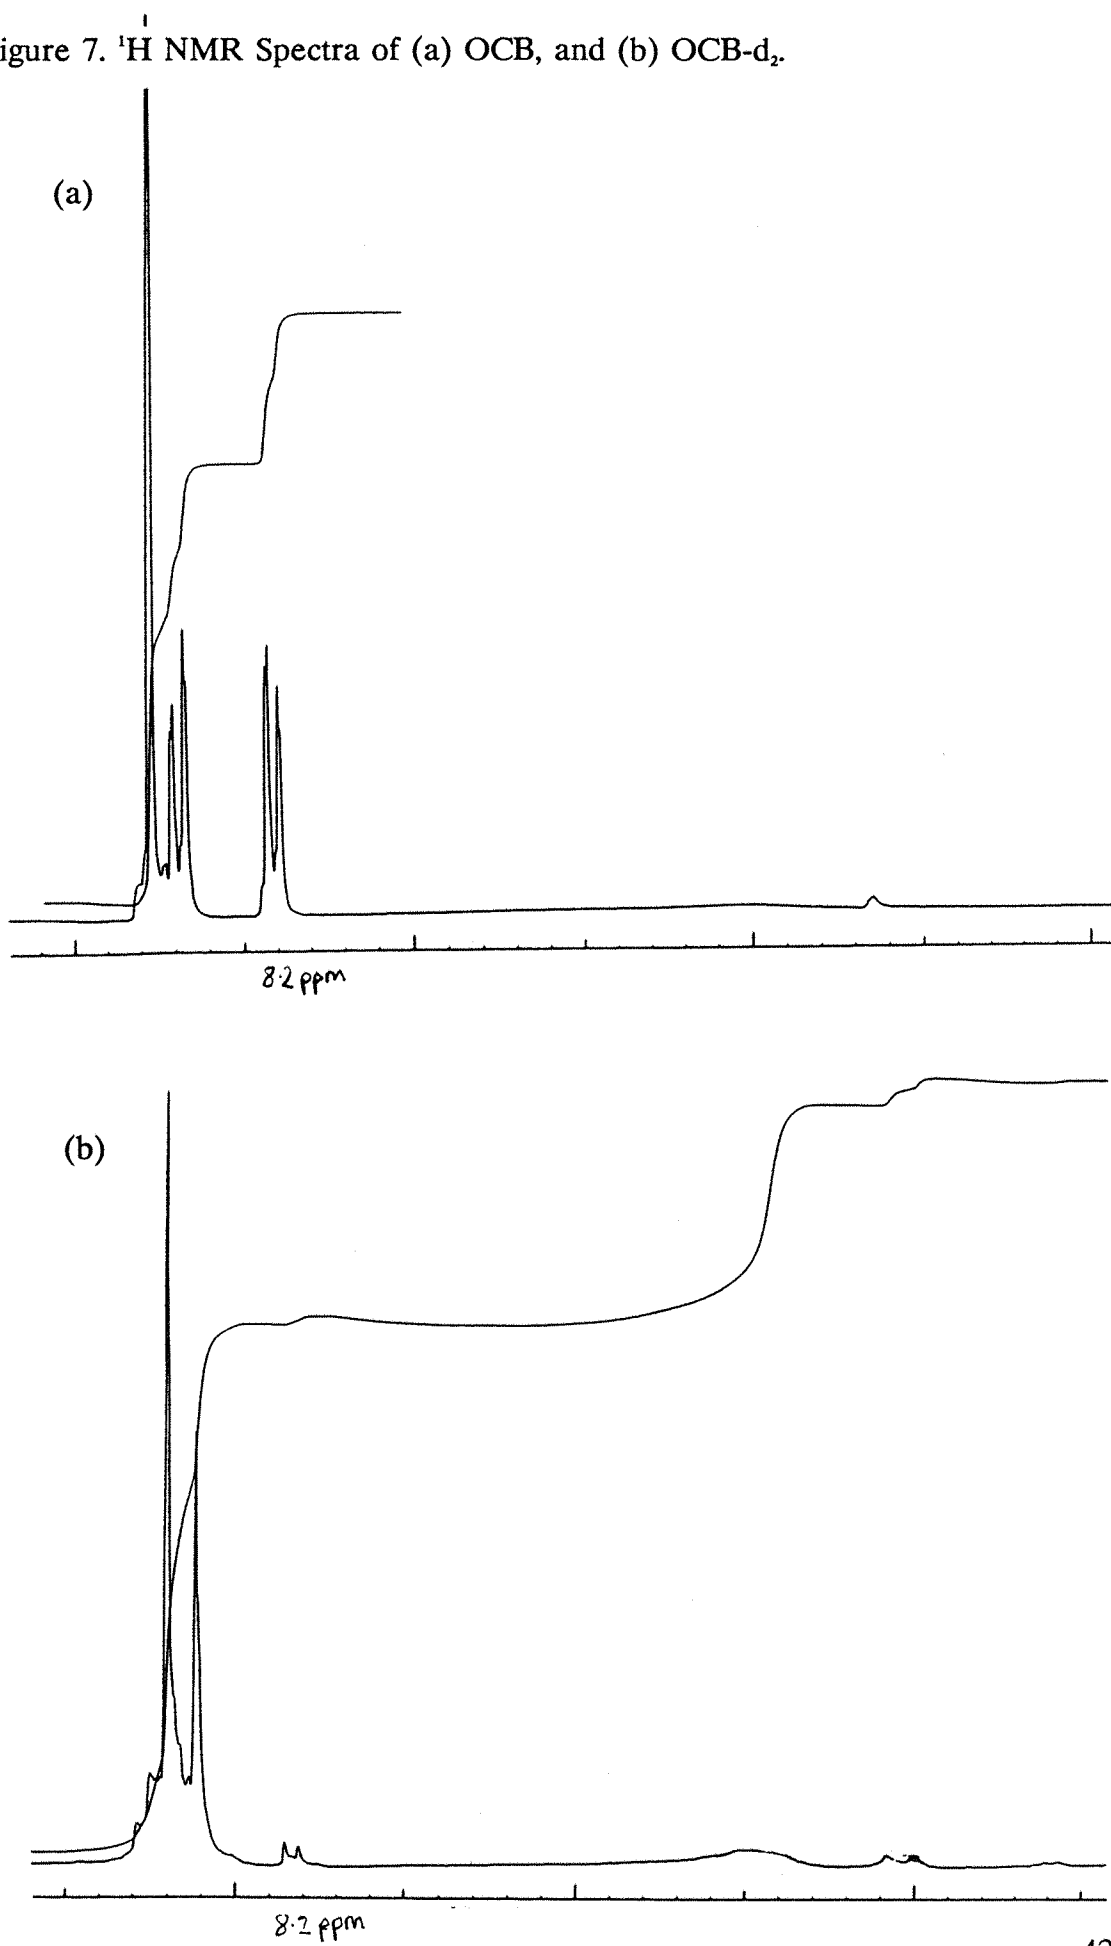 igure 7. ¹H NMR Spectra of (a) OCB, and (b) OCB-d₂.
(a)
8.2 ppm
(b)
8.2 ppm